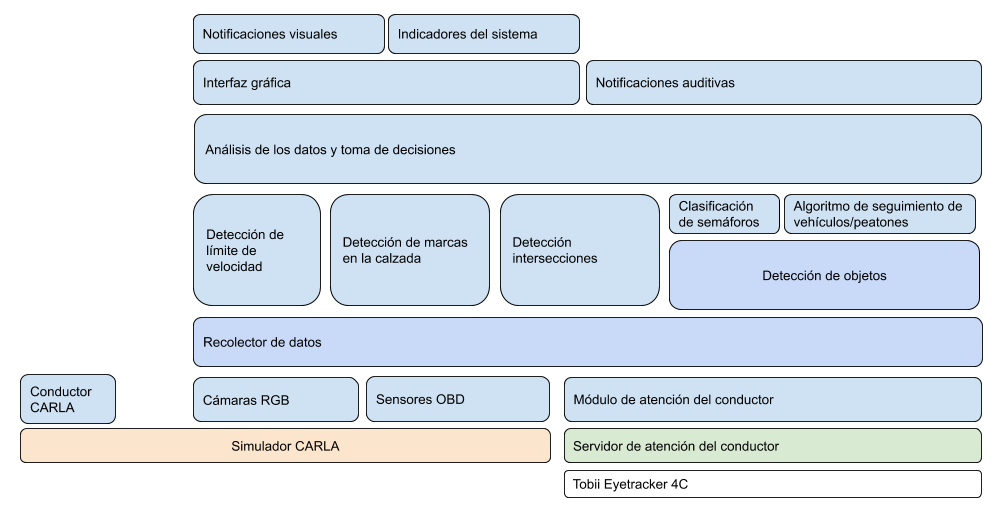 Notificaciones visuales
Indicadores del sistema
Interfaz gráfica
Notificaciones auditivas
Análisis de los datos y toma de decisiones
Detección de
límite de
velocidad
Detección de marcas
en la calzada
Detección
intersecciones
Clasificación
de semáforos
Algoritmo de seguimiento de
vehículos/peatones
Detección de objetos
Recolector de datos
Conductor
CARLA
Cámaras RGB
Sensores OBD
Módulo de atención del conductor
Simulador CARLA
Servidor de atención del conductor
Tobii Eyetracker 4C